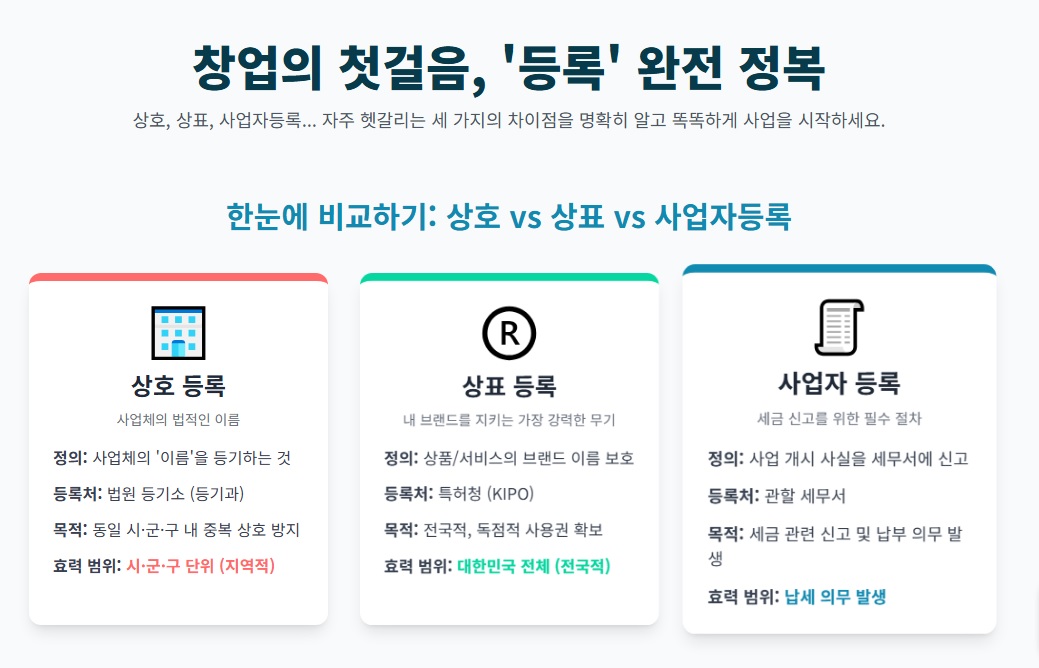 창업의 첫걸음, '등록' 완전 정복
상호, 상표, 사업자등록... 자주 헷갈리는 세 가지의 차이점을 명확히 알고 똑똑하게 사업을 시작하세요.
한눈에 비교하기: 상호 vs 상표 vs 사업자등록
상호 등록
사업체의 법적인 이름
정의: 사업체의 '이름'을 등기하는 것
등록처: 법원 등기소 (등기과)
목적: 동일 시·군·구 내 중복 상호 방지
효력 범위: 시·군·구 단위 (지역적)
R
상표 등록
내 브랜드를 지키는 가장 강력한 무기
정의: 상품/서비스의 브랜드 이름 보호
등록처: 특허청 (KIPO)
목적: 전국적, 독점적 사용권 확보
효력 범위: 대한민국 전체 (전국적)
사업자 등록
세금 신고를 위한 필수 절차
정의: 사업 개시 사실을 세무서에 신고
등록처: 관할 세무서
목적: 세금 관련 신고 및 납부 의무 발
생
효력 범위: 납세 의무 발생